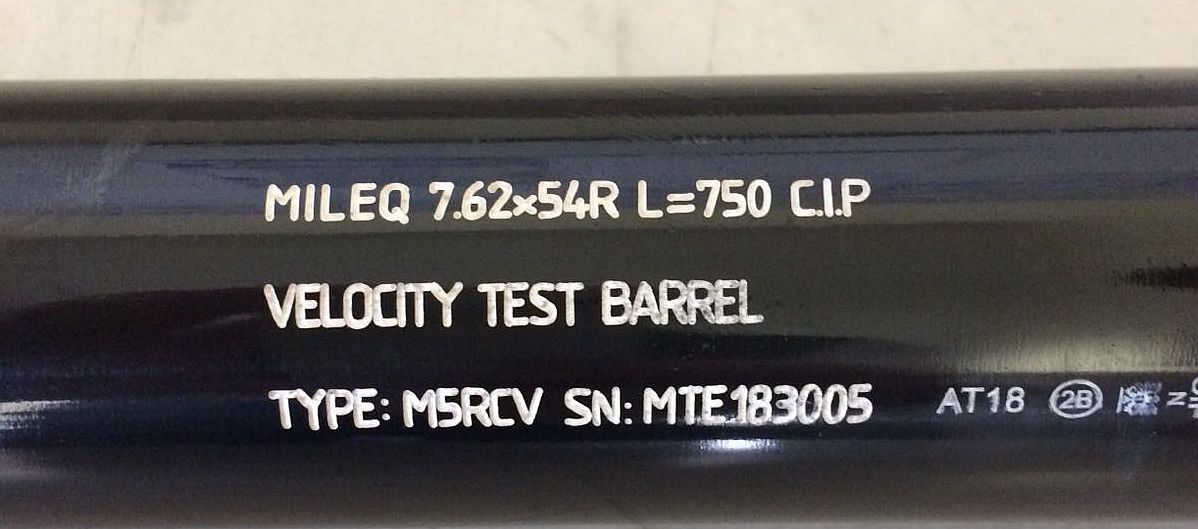 MILEQ 7.62x54R L=750 C.I.P
VELOCITY TEST BARREL
TYPE: M5RCV SN: MTE183005 AT18 2B